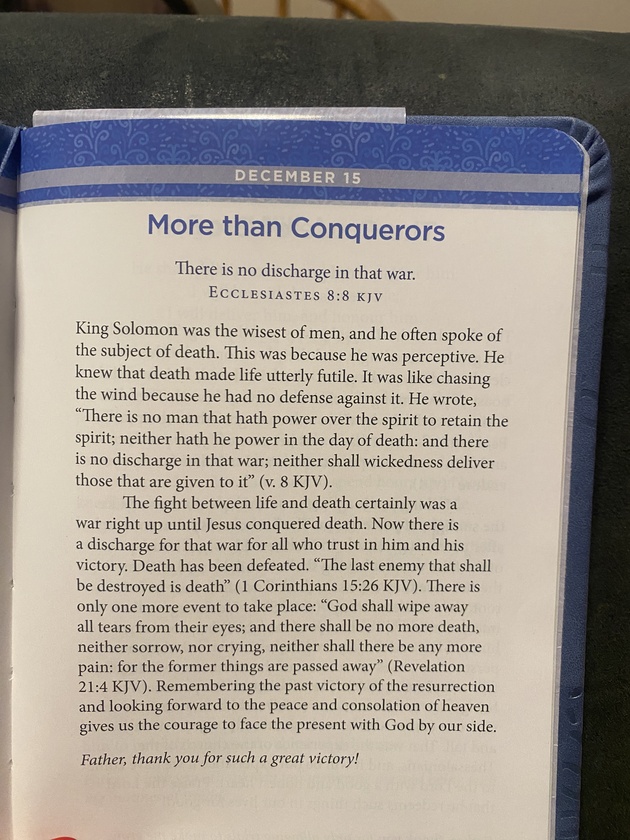 DECEMBER 15
More than Conquerors
There is no discharge in that war.
ECCLESIASTES 8:8 KJV
King Solomon was the wisest of men, and he often spoke of
the subject of death. This was because he was perceptive. He
knew that death made life utterly futile. It was like chasing
the wind because he had no defense against it. He wrote,
“There is no man that hath power over the spirit to retain the
spirit; neither hath he power in the day of death: and there
is no discharge in that war; neither shall wickedness deliver
those that are given to it” (v. 8 KJV).
The fight between life and death certainly was a
war right up until Jesus conquered death. Now there is
a discharge for that war for all who trust in him and his
victory. Death has been defeated. “The last enemy that shall
be destroyed is death” (1 Corinthians 15:26 KJV). There is
only one more event to take place: “God shall wipe away
all tears from their eyes; and there shall be no more death,
neither sorrow, nor crying, neither shall there be any more
pain: for the former things are passed away” (Revelation
21:4 KJV). Remembering the past victory of the resurrection
and looking forward to the peace and consolation of heaven
gives us the courage to face the present with God by our side.
Father, thank you for such a great victory!